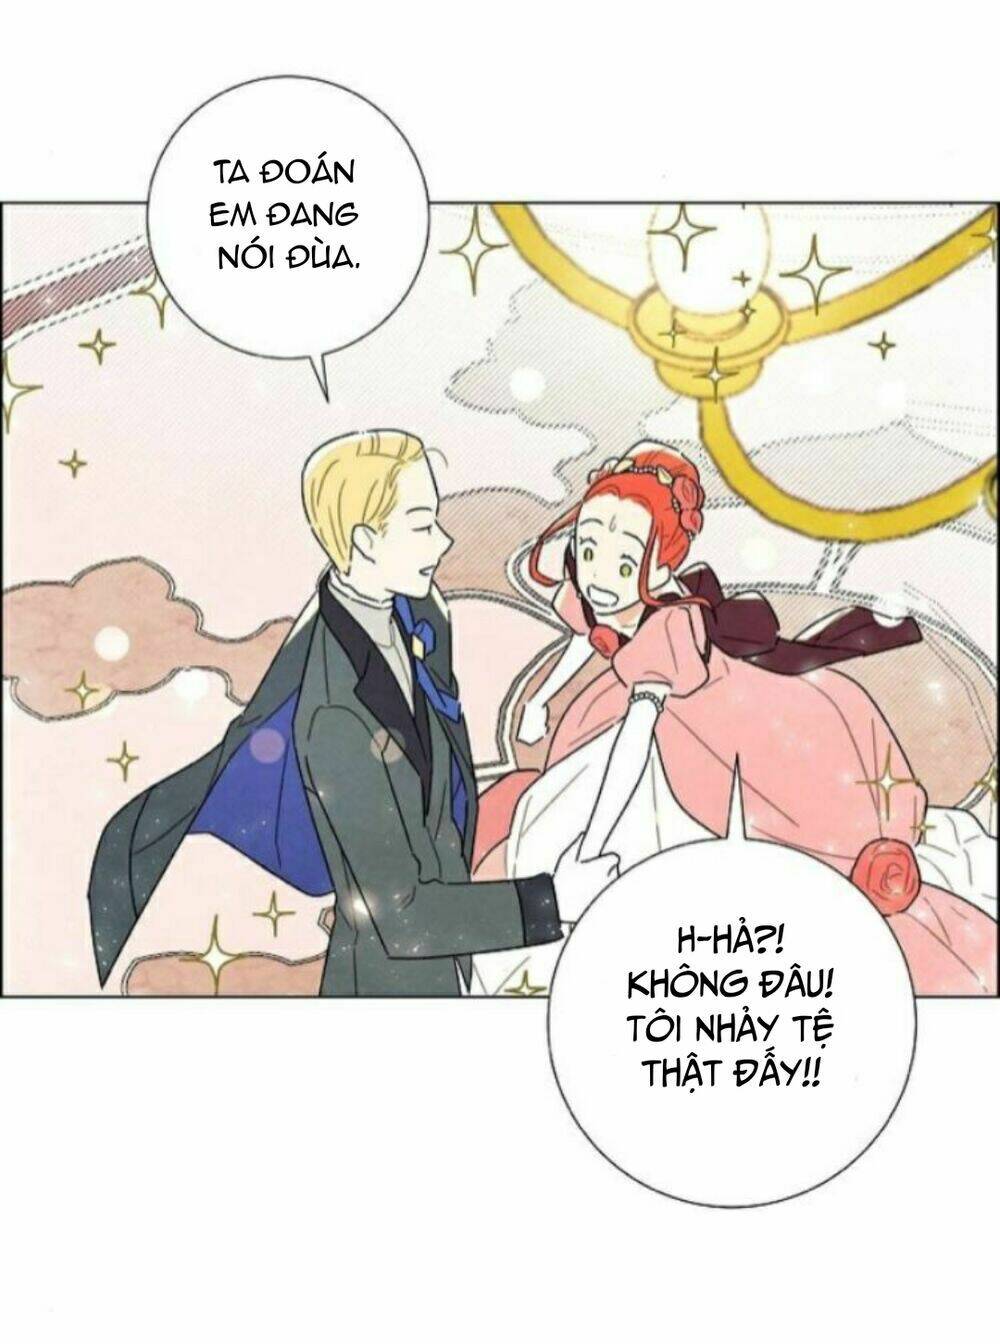 TA ĐOÁN
EM ĐANG
NÓI ĐÙA.
H-HẢ?!
KHÔNG ĐÂU!
TÔI NHẢY TỆ
THẬT ĐẤY!!